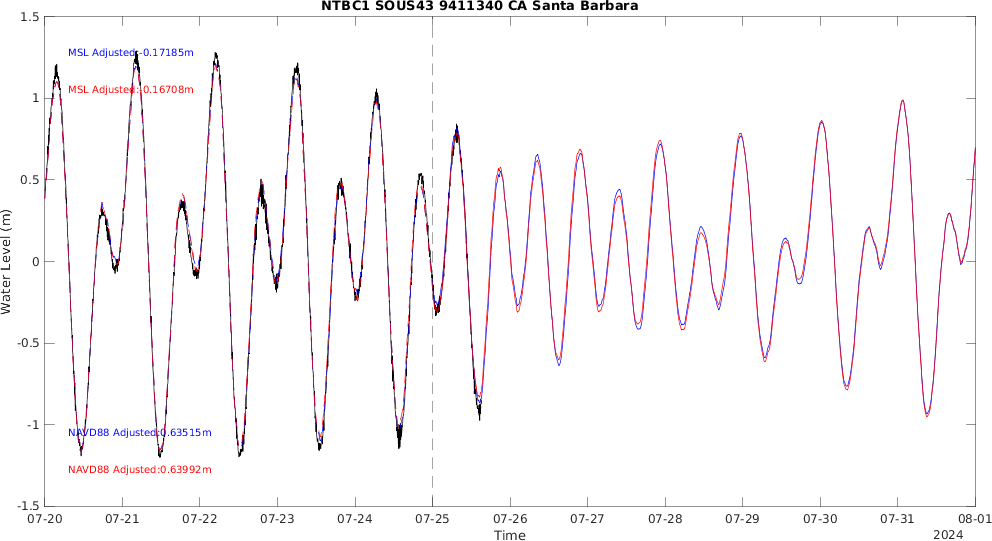 NTBC1 SOUS43 9411340 CA Santa Barbara
1.5
MSL Adjusted:-0.17185m
MSL Adjusted:-0.16708m
1
0.5
0
-0.5
-1
-1.5
Water Level (m)
NAVD88 Adjusted:0.63515m
NAVD88 Adjusted:0.63992m
07-20 07-21 07-22 07-23 07-24 07-25 07-26 07-27 07-28 07-29 07-30 07-31 08-01
Time
2024